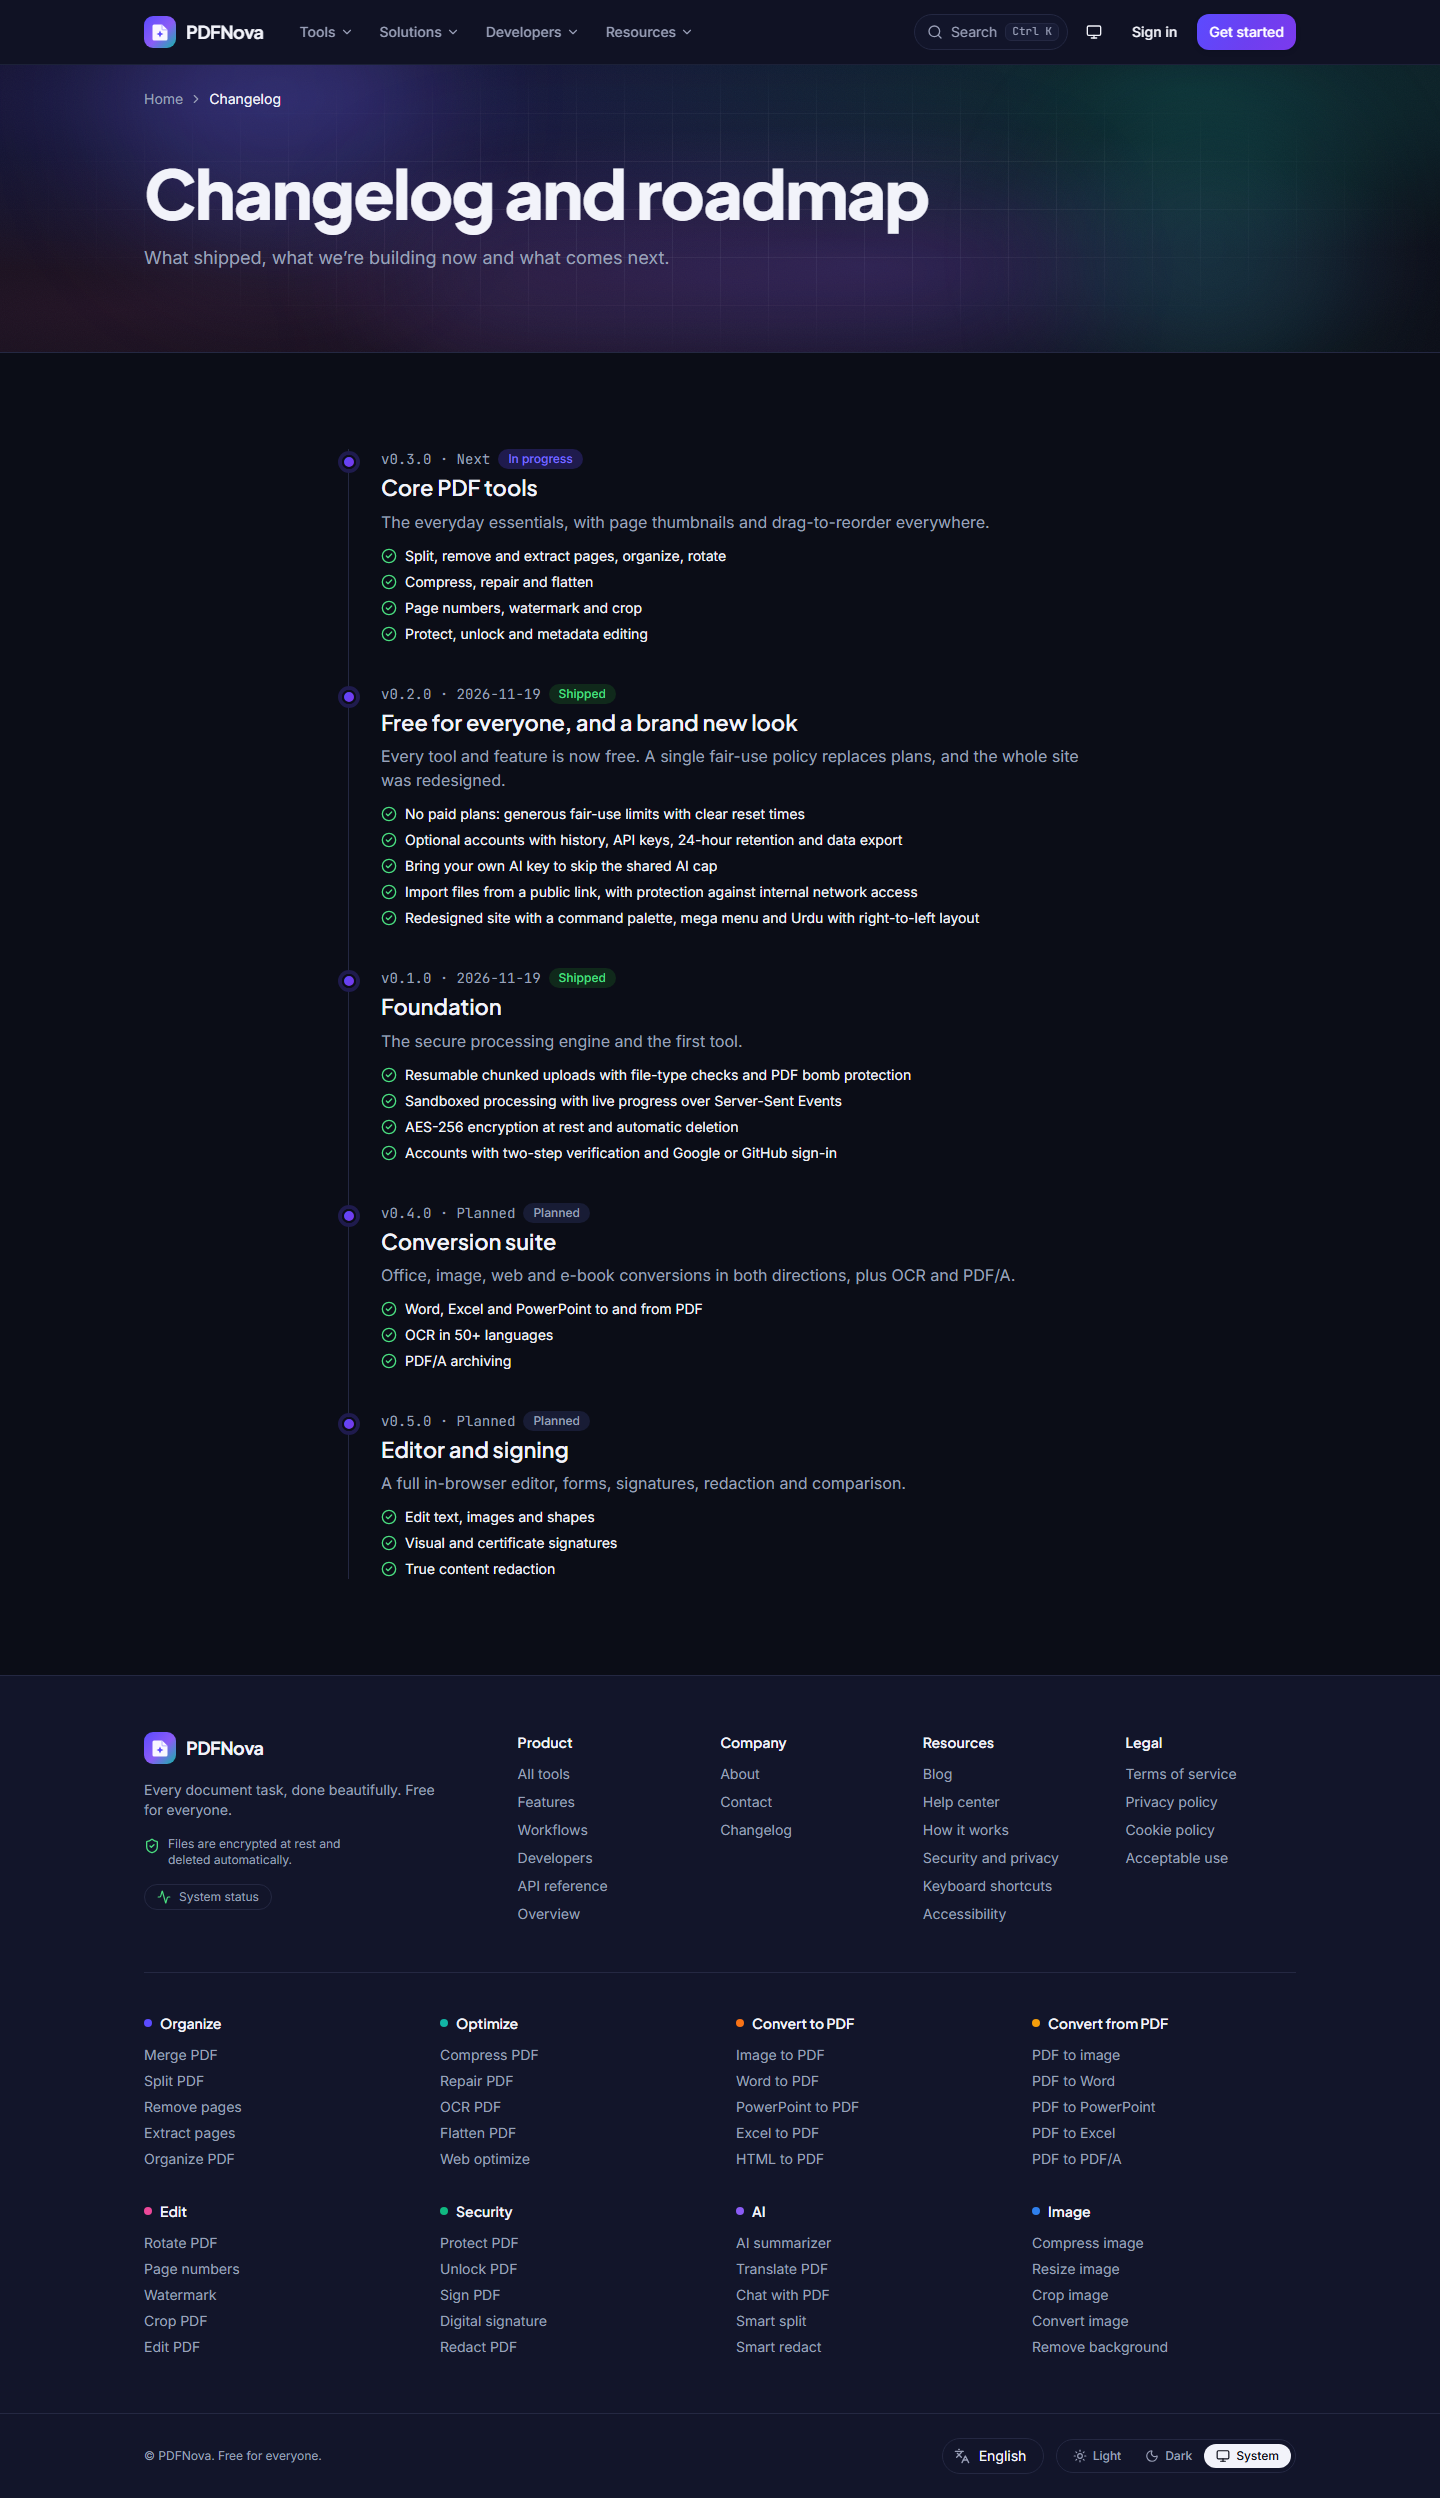 PDFNova
Tools
Solutions
Developers
Resources
Search
Ctrl K
Sign in
Get started
Home
Changelog
Changelog and roadmap
What shipped, what we’re building now and what comes next.
v0.3.0 · Next
In progress
Core PDF tools
The everyday essentials, with page thumbnails and drag-to-reorder everywhere.
Split, remove and extract pages, organize, rotate
Compress, repair and flatten
Page numbers, watermark and crop
Protect, unlock and metadata editing
v0.2.0 · 2026-11-19
Shipped
Free for everyone, and a brand new look
Every tool and feature is now free. A single fair-use policy replaces plans, and the whole site
was redesigned.
No paid plans: generous fair-use limits with clear reset times
Optional accounts with history, API keys, 24-hour retention and data export
Bring your own AI key to skip the shared AI cap
Import files from a public link, with protection against internal network access
Redesigned site with a command palette, mega menu and Urdu with right-to-left layout
v0.1.0 · 2026-11-19
Shipped
Foundation
The secure processing engine and the first tool.
Resumable chunked uploads with file-type checks and PDF bomb protection
Sandboxed processing with live progress over Server-Sent Events
AES-256 encryption at rest and automatic deletion
Accounts with two-step verification and Google or GitHub sign-in
v0.4.0 · Planned
Planned
Conversion suite
Office, image, web and e-book conversions in both directions, plus OCR and PDF/A.
Word, Excel and PowerPoint to and from PDF
OCR in 50+ languages
PDF/A archiving
v0.5.0 · Planned
Planned
Editor and signing
A full in-browser editor, forms, signatures, redaction and comparison.
Edit text, images and shapes
Visual and certificate signatures
True content redaction
PDFNova
Every document task, done beautifully. Free
for everyone.
Files are encrypted at rest and
deleted automatically.
System status
Product
All tools
Features
Workflows
Developers
API reference
Overview
Company
About
Contact
Changelog
Resources
Blog
Help center
How it works
Security and privacy
Keyboard shortcuts
Accessibility
Legal
Terms of service
Privacy policy
Cookie policy
Acceptable use
Organize
Merge PDF
Split PDF
Remove pages
Extract pages
Organize PDF
Optimize
Compress PDF
Repair PDF
OCR PDF
Flatten PDF
Web optimize
Convert to PDF
Image to PDF
Word to PDF
PowerPoint to PDF
Excel to PDF
HTML to PDF
Convert from PDF
PDF to image
PDF to Word
PDF to PowerPoint
PDF to Excel
PDF to PDF/A
Edit
Rotate PDF
Page numbers
Watermark
Crop PDF
Edit PDF
Security
Protect PDF
Unlock PDF
Sign PDF
Digital signature
Redact PDF
AI
AI summarizer
Translate PDF
Chat with PDF
Smart split
Smart redact
Image
Compress image
Resize image
Crop image
Convert image
Remove background
© PDFNova. Free for everyone.
English
Light
Dark
System